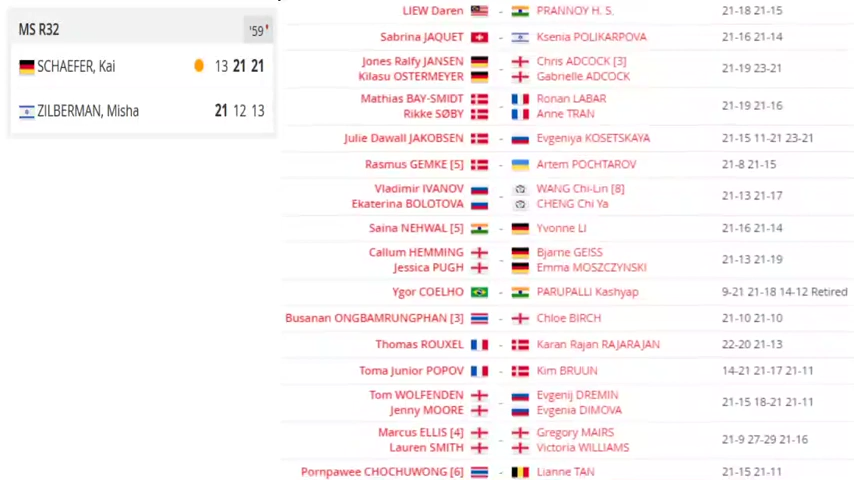 MS R32 '59'
SCHAEFER, Kai 13 21 21
ZILBERMAN, Misha 21 12 13
LIEW Daren - PRANNOY H. S. 21-18 21-15
Sabrina JAQUET - Ksenia POLIKARPOVA 21-16 21-14
Jones Ralfy JANSEN Chris ADCOCK [3]
- 21-19 23-21
Kilasu OSTERMEYER Gabrielle ADCOCK
Mathias BAY-SMIDT Ronan LABAR
- 21-19 21-16
Rikke SØBY Anne TRAN
Julie Dawall JAKOBSEN - Evgeniya KOSETSKAYA 21-15 11-21 23-21
Rasmus GEMKE [5] - Artem POCHTAROV 21-8 21-15
Vladimir IVANOV WANG Chi-Lin [8]
- 21-13 21-17
Ekaterina BOLOTOVA CHENG Chi Ya
Saina NEHWAL [5] - Yvonne LI 21-16 21-14
Callum HEMMING Bjarne GEISS
- 21-13 21-19
Jessica PUGH Emma MOSZCZYNSKI
Ygor COELHO - PARUPALLI Kashyap 9-21 21-18 14-12 Retired
Busanan ONGBAMRUNGPHAN [3] - Chloe BIRCH 21-10 21-10
Thomas ROUXEL - Karan Rajan RAJARAJAN 22-20 21-13
Toma Junior POPOV - Kim BRUUN 14-21 21-17 21-11
Tom WOLFENDEN Evgenij DREMIN
- 21-15 18-21 21-11
Jenny MOORE Evgenia DIMOVA
Marcus ELLIS [4] Gregory MAIRS
- 21-9 27-29 21-16
Lauren SMITH Victoria WILLIAMS
Pornpawee CHOCHUWONG [6] - Lianne TAN 21-15 21-11